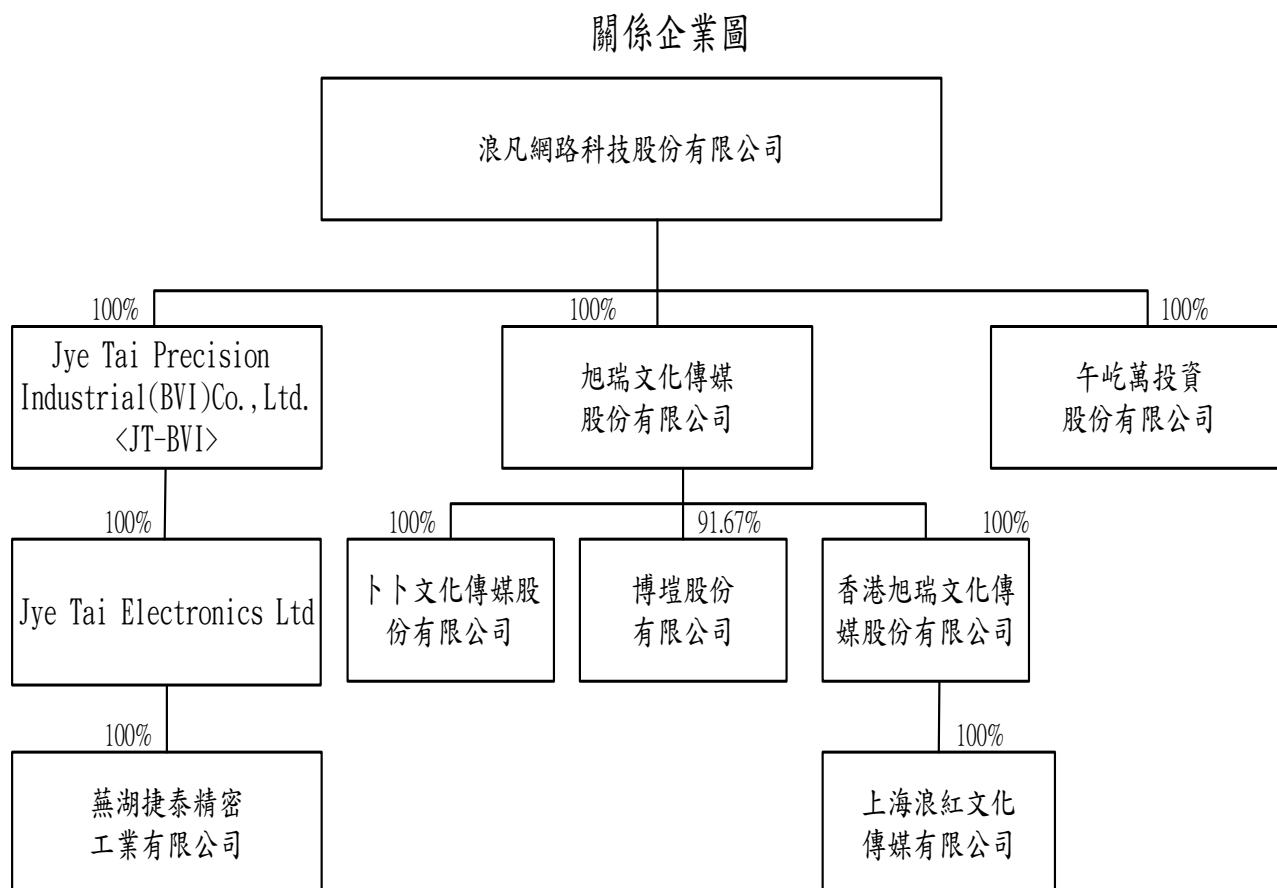 關係企業圖
浪凡網路科技股份有限公司
100%
100%
100%
Jye Tai Precision
Industrial(BVI)Co.,Ltd.
<JT-BVI>
旭瑞文化傳媒
股份有限公司
午屹萬投資
股份有限公司
100%
100%
91.67%
100%
Jye Tai Electronics Ltd
卜卜文化傳媒股
份有限公司
博塏股份
有限公司
香港旭瑞文化傳
媒股份有限公司
100%
100%
蕪湖捷泰精密
工業有限公司
上海浪紅文化
傳媒有限公司